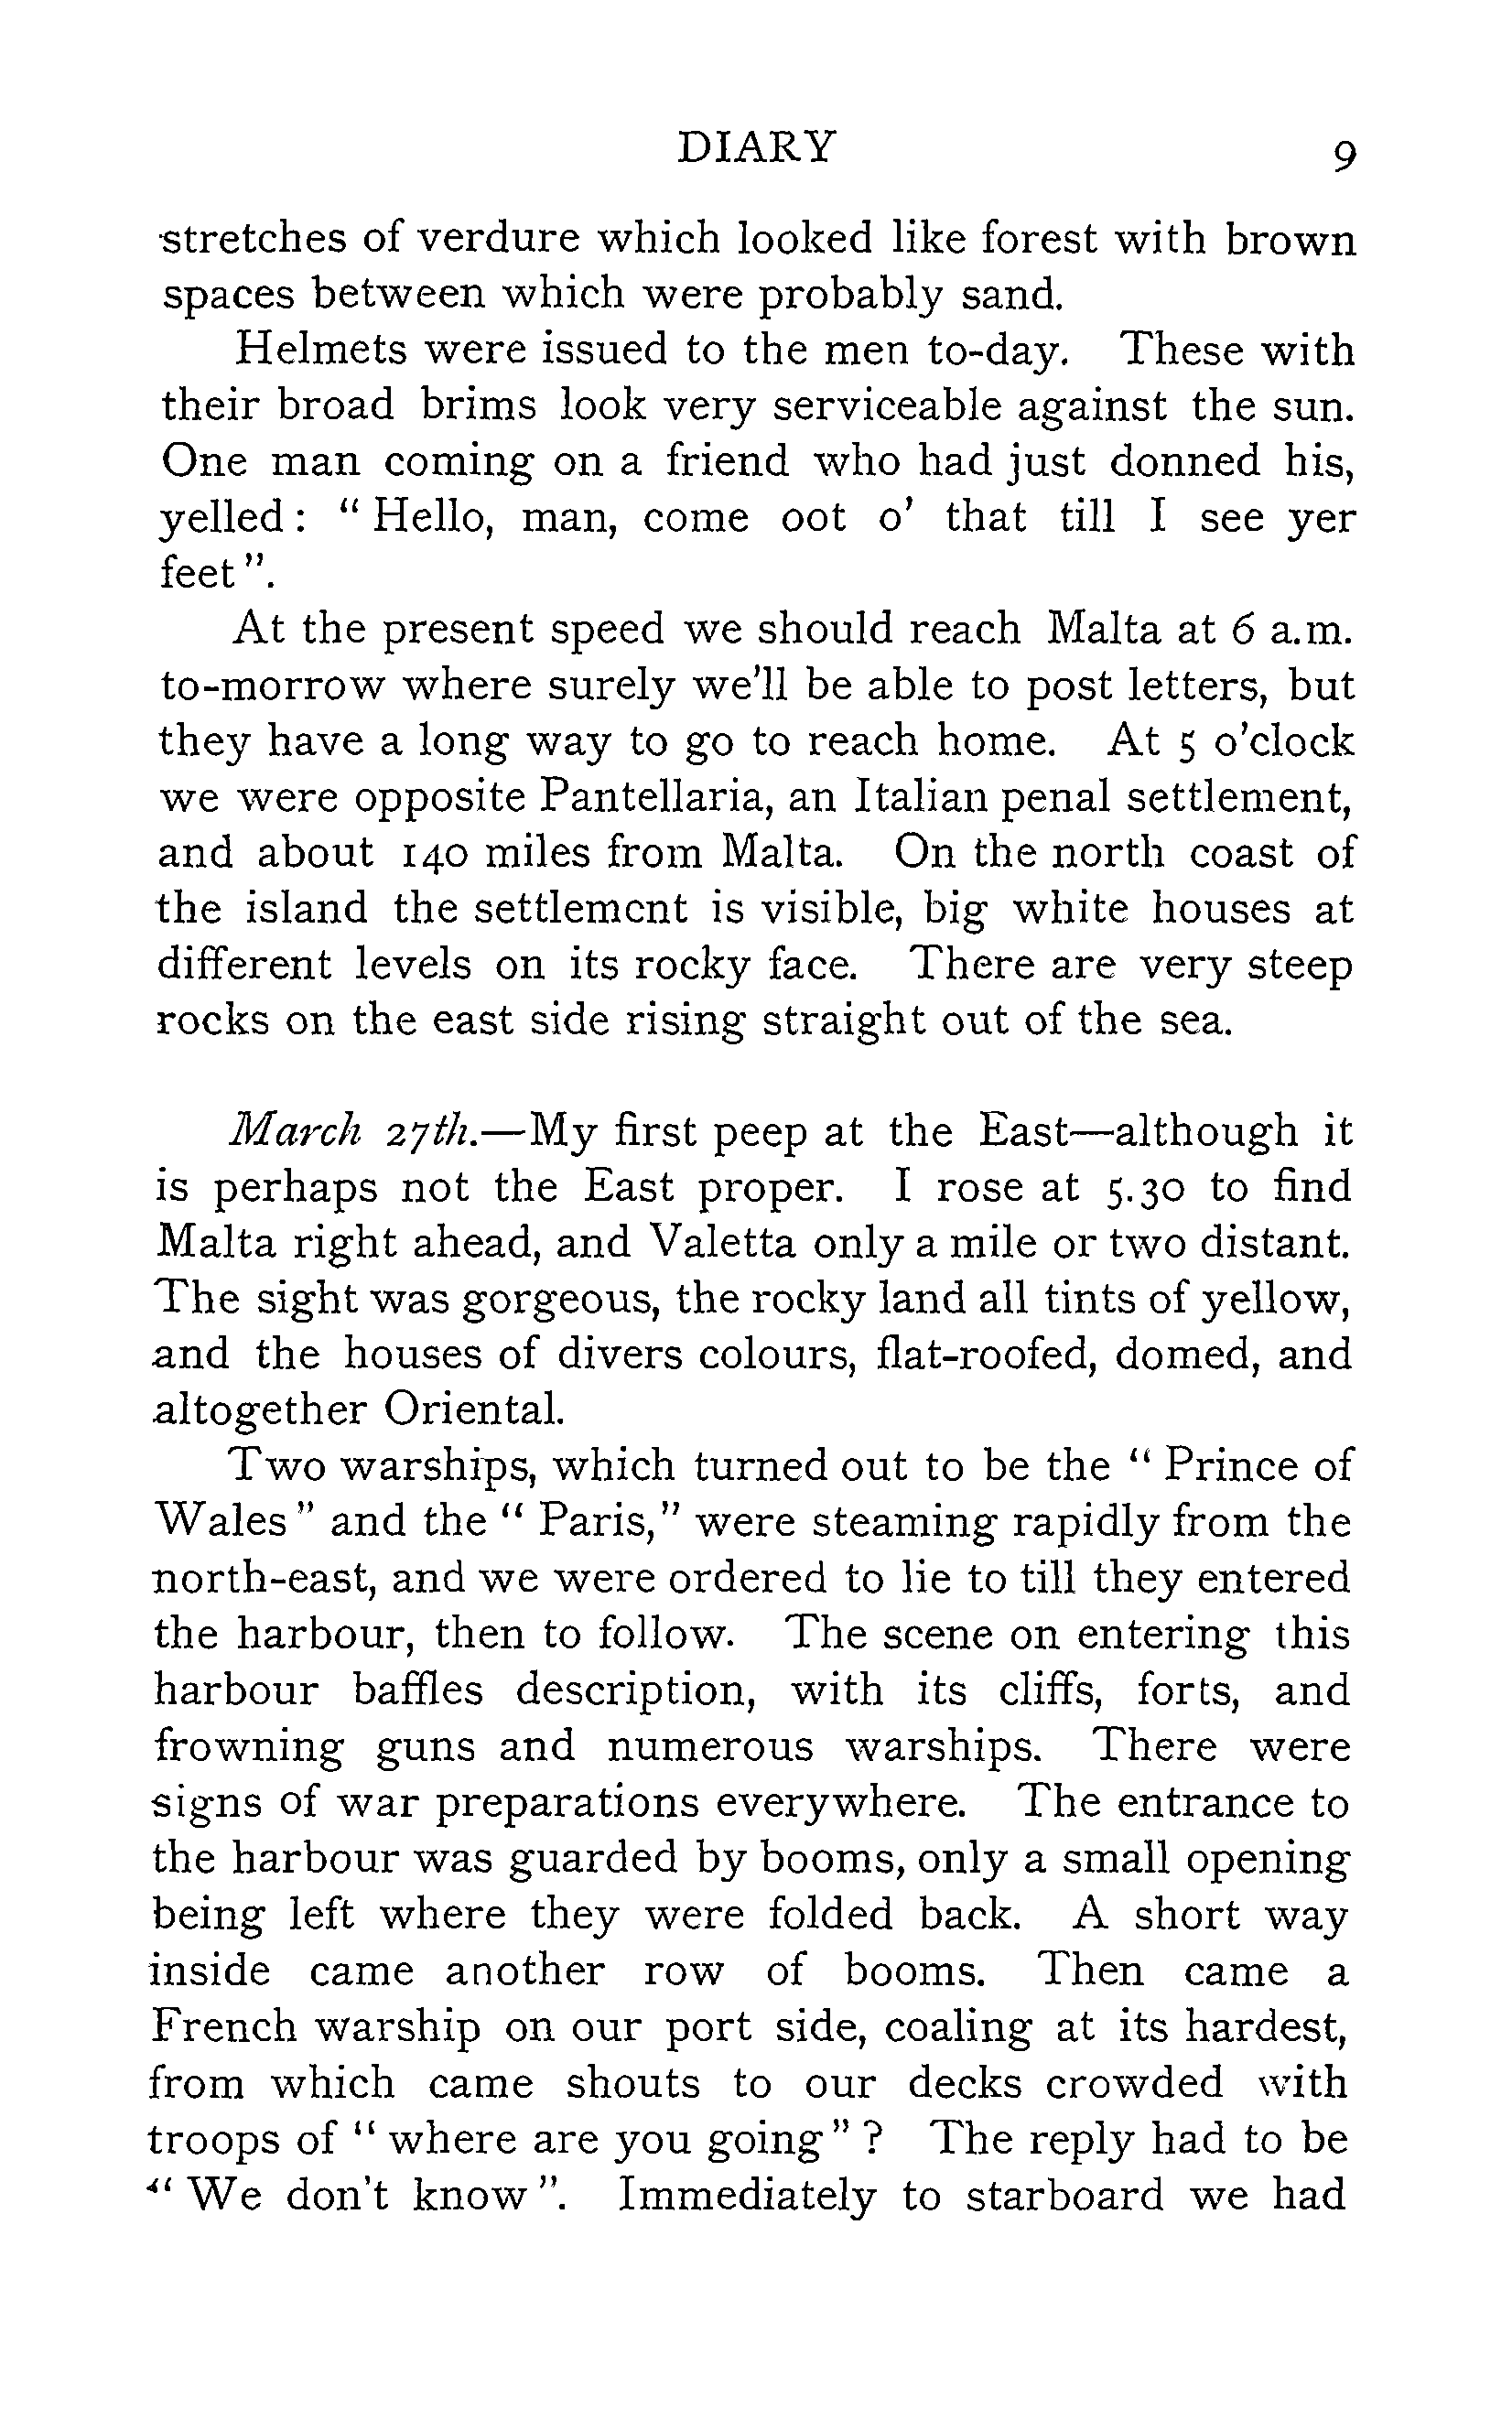 DIARY 9
stretches of verdure which looked like forest with brown
spaces between which were probably sand.
Helmets were issued to the men to-day. These with
their broad brims look very serviceable against the sun.
One man coming on a friend who had just donned his,
yelled: “ Hello, man, come oot o’ that till I see yer
feet”.
At the present speed we should reach Malta at 6 a.m.
to-morrow where surely we’ll be able to post letters, but
they have a long way to go to reach home. At 5 o’clock
we were opposite Pantellaria, an Italian penal settlement,
and about 140 miles from Malta. On the north coast of
the island the settlement is visible, big white houses at
different levels on its rocky face. There are very steep
rocks on the east side rising straight out of the sea.
March 27th.—My first peep at the East—although it
is perhaps not the East proper. I rose at 5.30 to find
Malta right ahead, and Valetta only a mile or two distant.
The sight was gorgeous, the rocky land all tints of yellow,
and the houses of divers colours, flat-roofed, domed, and
altogether Oriental.
Two warships, which turned out to be the “ Prince of
Wales” and the “ Paris,” were steaming rapidly from the
north-east, and we were ordered to lie to till they entered
the harbour, then to follow. The scene on entering this
harbour baffles description, with its cliffs, forts, and
frowning guns and numerous warships. There were
signs of war preparations everywhere. The entrance to
the harbour was guarded by booms, only a small opening
being left where they were folded back. A short way
inside came another row of booms. Then came a
French warship on our port side, coaling at its hardest,
from which came shouts to our decks crowded with
troops of “ where are you going” ? The reply had to be
“ We don’t know”. Immediately to starboard we had